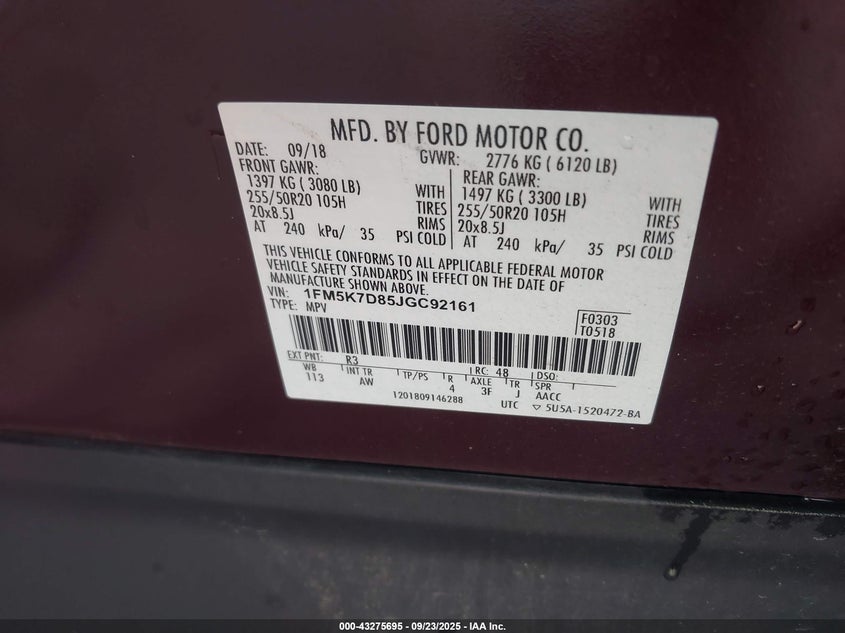 MFD. BY FORD MOTOR CO.
DATE: 09/18 GVWR: 2776 KG ( 6120 LB)
FRONT GAWR: REAR GAWR:
1397 KG ( 3080 LB) WITH 1497 KG ( 3300 LB) WITH
255/50R20 105H TIRES 255/50R20 105H TIRES
20x8.5J RIMS 20x8.5J RIMS
AT 240 kPa/ 35 PSI COLD AT 240 kPa/ 35 PSI COLD
THIS VEHICLE CONFORMS TO ALL APPLICABLE FEDERAL MOTOR
VEHICLE SAFETY STANDARDS IN EFFECT ON THE DATE OF
MANUFACTURE SHOWN ABOVE.
VIN: 1FM5K7D85JGC92161
TYPE: MPV
F0303
T0518
EXT PNT: R3 RC: 48 DSO:
WB INT TR TP/PS R AXLE TR SPR
113 AW 4 3F J AACC
1201809146288 UTC ▽ 5U5A-1520472-BA
000-43275695 - 09/23/2025 - IAA Inc.